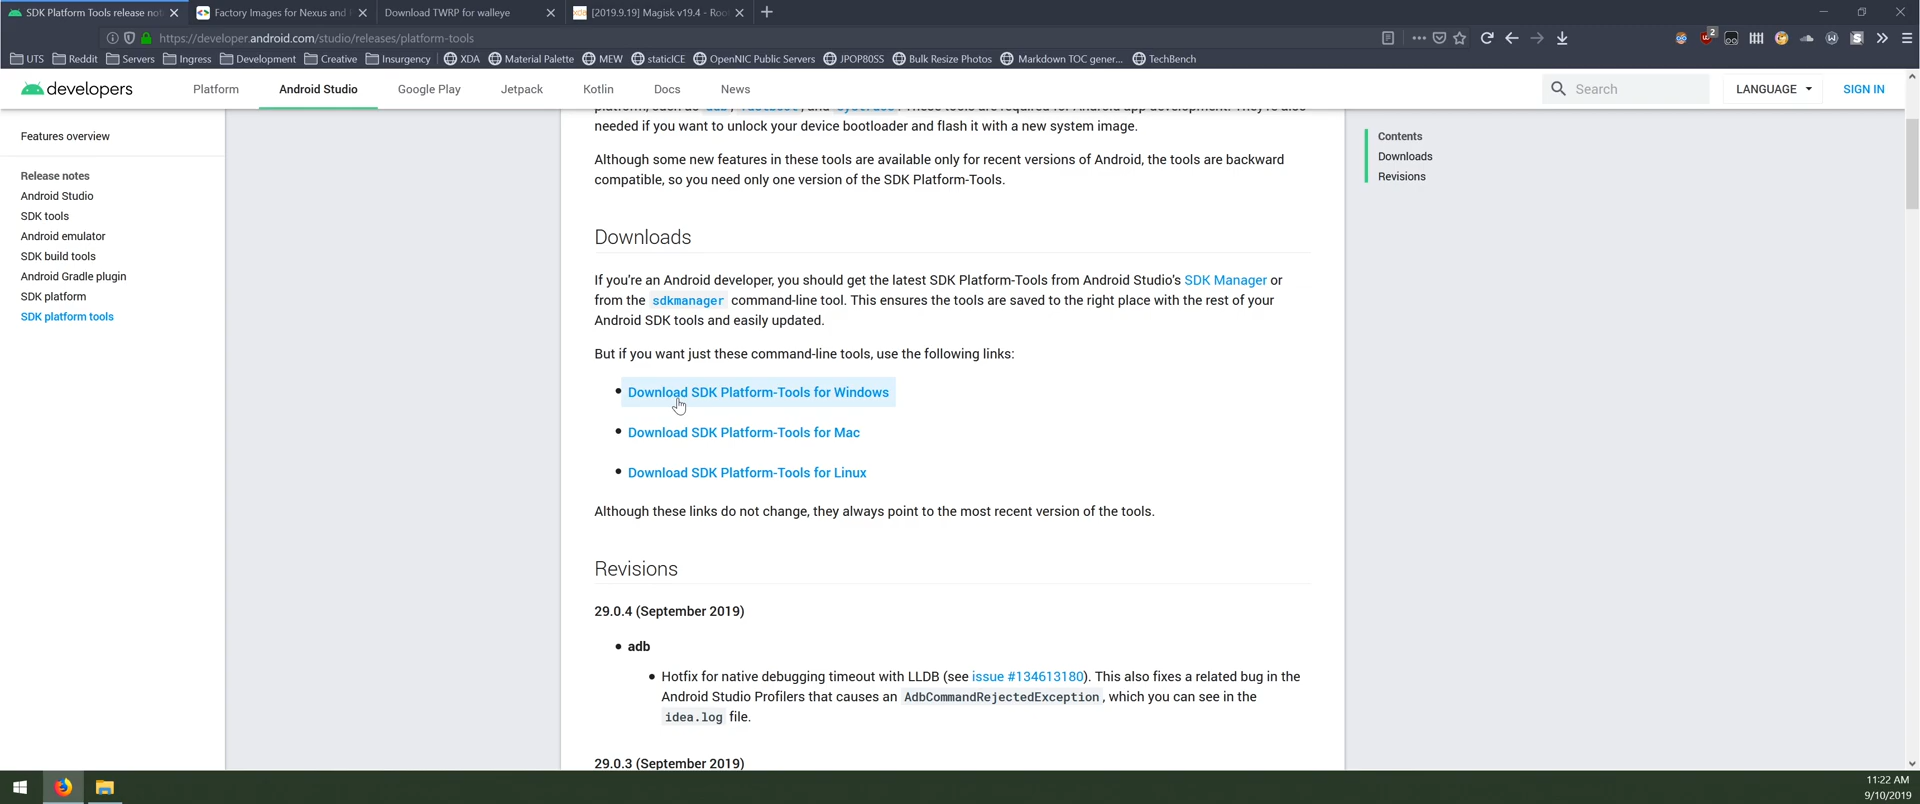 SDK Platform Tools release not
Factory Images for Nexus and
Download TWRP for walleye
[2019.9.19] Magisk v19.4 - Roo
https://developer.android.com/studio/releases/platform-tools
2
UTS
Reddit
Servers
Ingress
Development
Creative
Insurgency
XDA
Material Palette
MEW
staticICE
OpenNIC Public Servers
JPOP80SS
Bulk Resize Photos
Markdown TOC gener...
TechBench
developers
Platform
Android Studio
Google Play
Jetpack
Kotlin
Docs
News
Search
LANGUAGE
SIGN IN
Features overview
Release notes
Android Studio
SDK tools
Android emulator
SDK build tools
Android Gradle plugin
SDK platform
SDK platform tools
needed if you want to unlock your device bootloader and flash it with a new system image.
Although some new features in these tools are available only for recent versions of Android, the tools are backward
compatible, so you need only one version of the SDK Platform-Tools.
Downloads
If you're an Android developer, you should get the latest SDK Platform-Tools from Android Studio's SDK Manager or
from the sdkmanager command-line tool. This ensures the tools are saved to the right place with the rest of your
Android SDK tools and easily updated.
But if you want just these command-line tools, use the following links:
• Download SDK Platform-Tools for Windows
• Download SDK Platform-Tools for Mac
• Download SDK Platform-Tools for Linux
Although these links do not change, they always point to the most recent version of the tools.
Revisions
29.0.4 (September 2019)
• adb
• Hotfix for native debugging timeout with LLDB (see issue #134613180). This also fixes a related bug in the
Android Studio Profilers that causes an AdbCommandRejectedException, which you can see in the
idea.log file.
29.0.3 (September 2019)
Contents
Downloads
Revisions
11:22 AM
9/10/2019